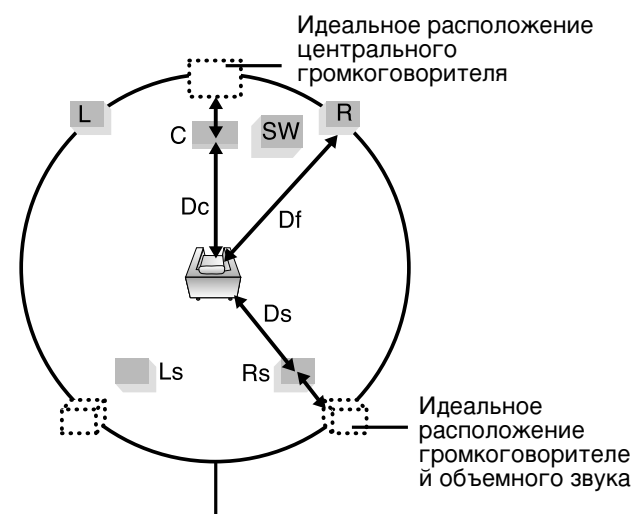 Идеальное расположение
центрального
громкоговорителя
L
R
C
SW
Dc
Df
Ds
Ls
Rs
Идеальное
расположение
громкоговорителе
й объемного звука